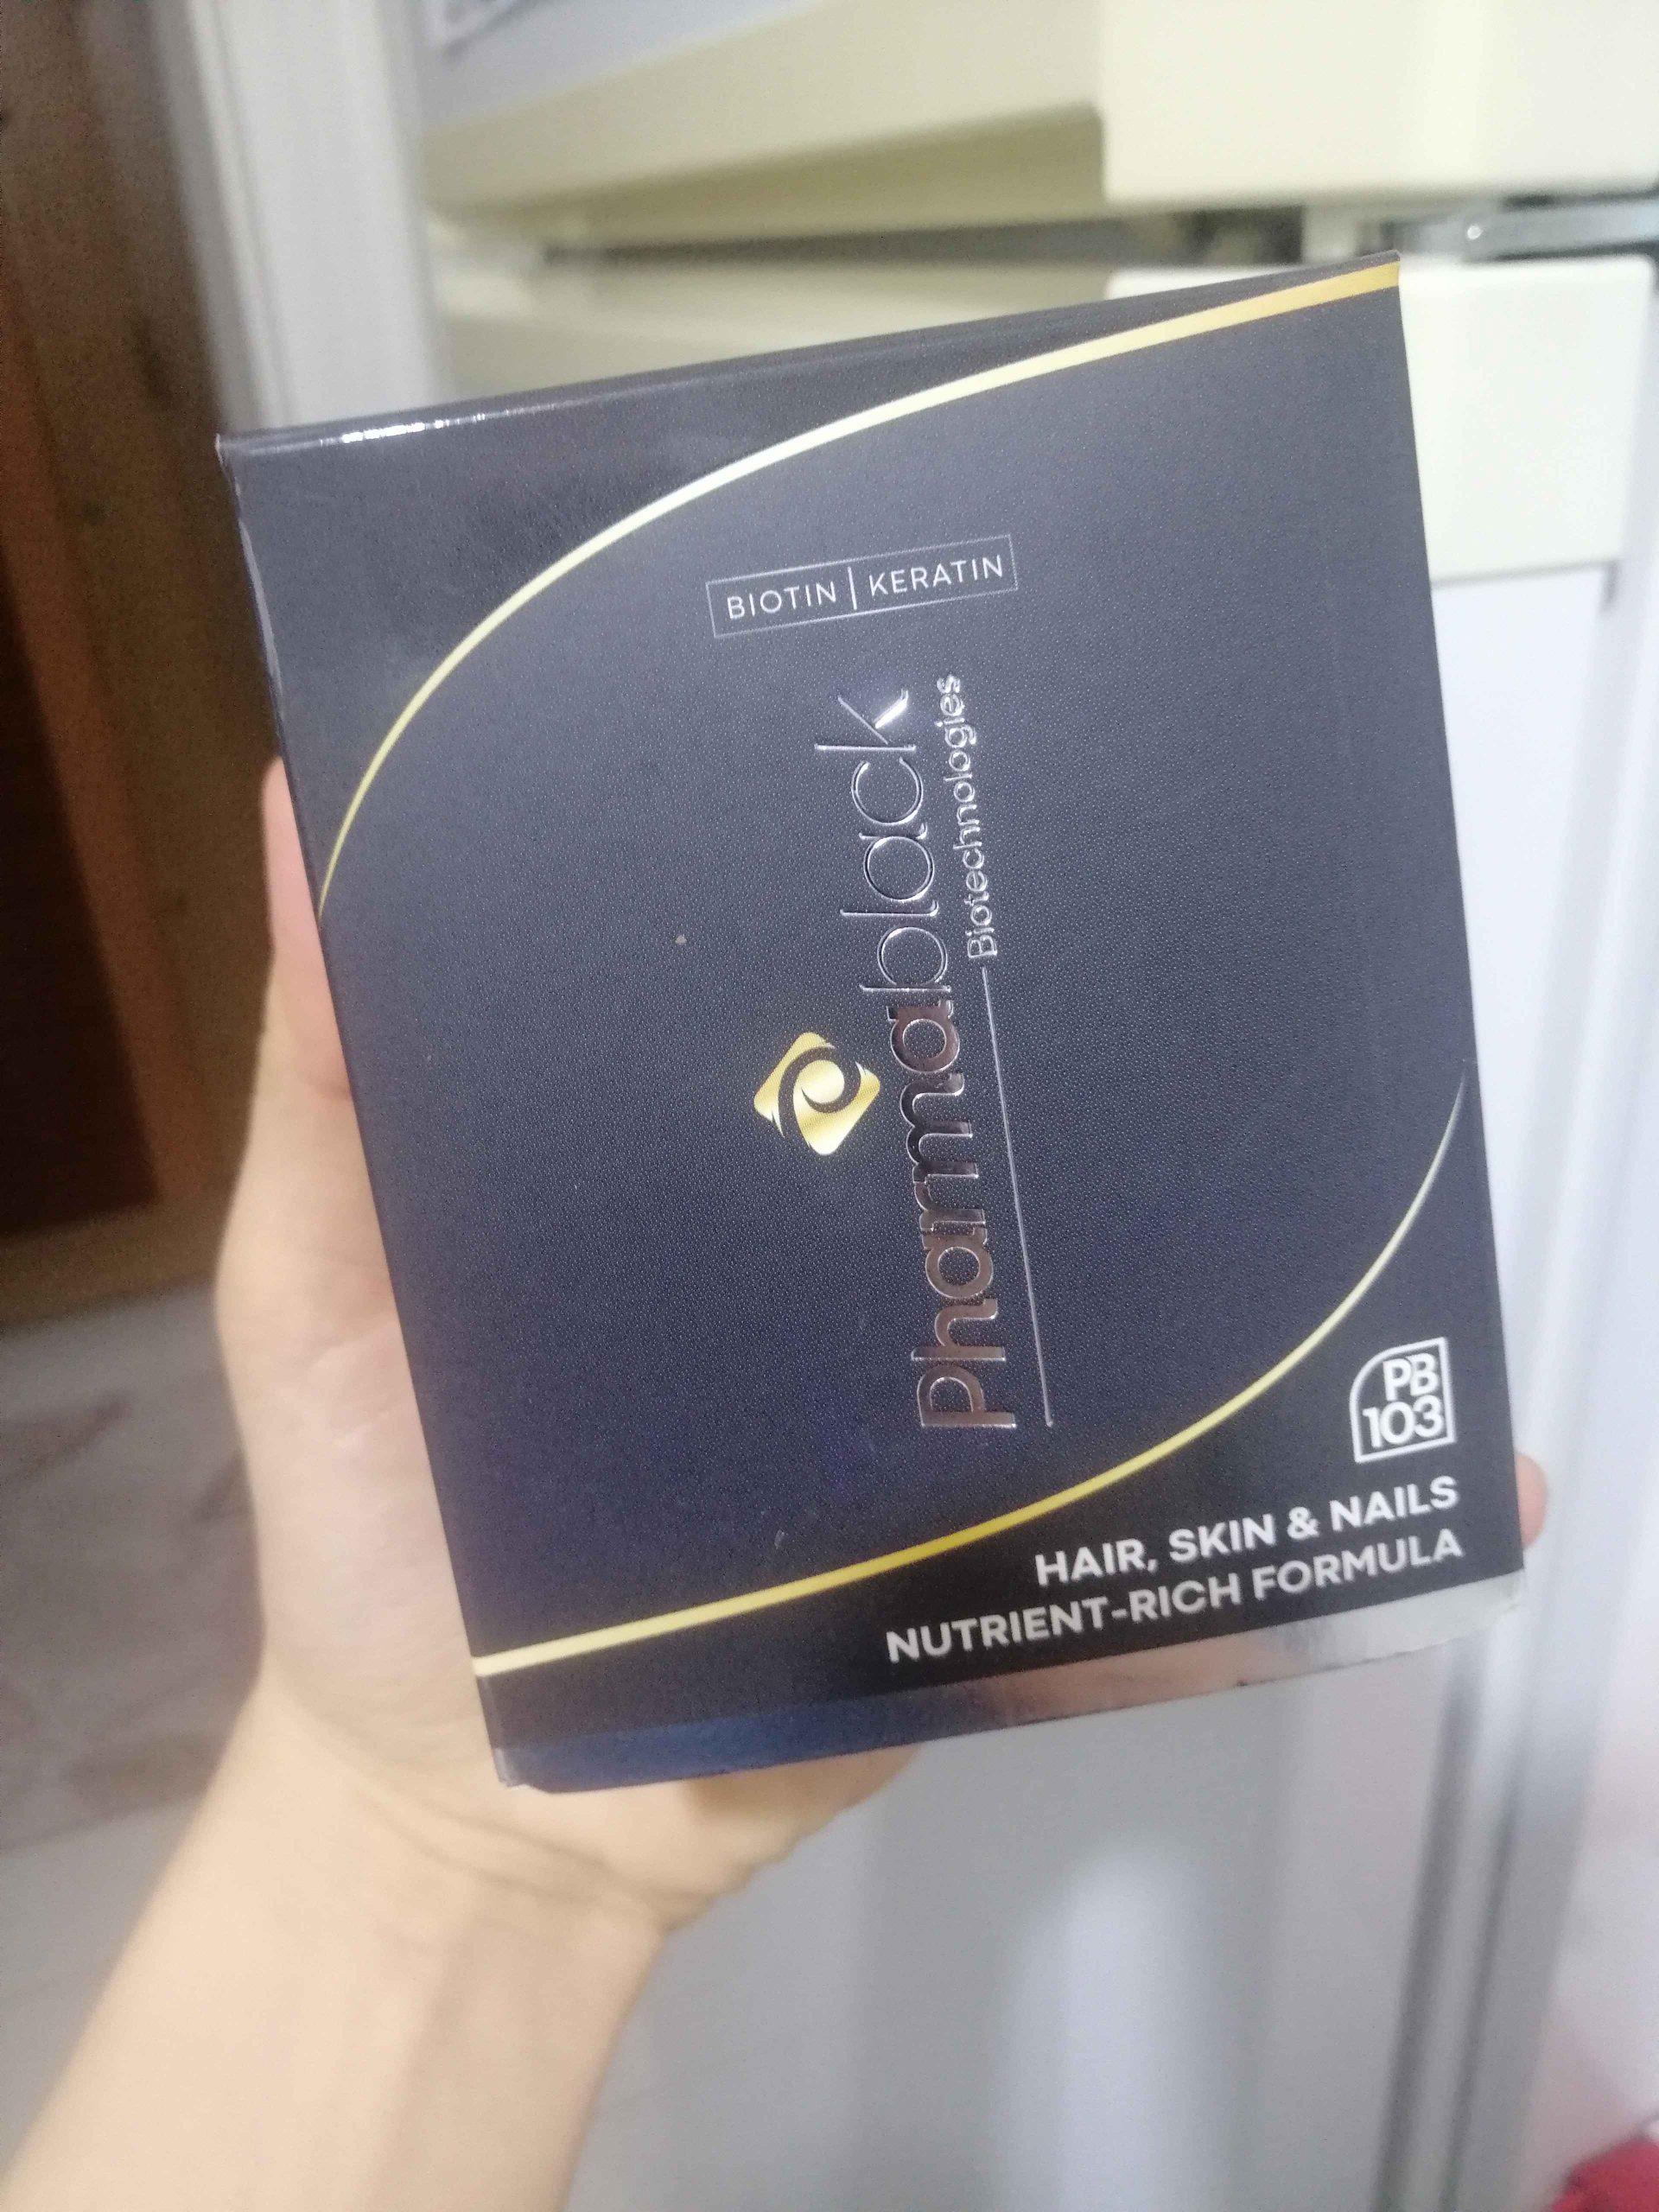 BIOTIN | KERATIN
Pharmablack
Biotechnologies
PB
103
HAIR, SKIN & NAILS
NUTRIENT-RICH FORMULA